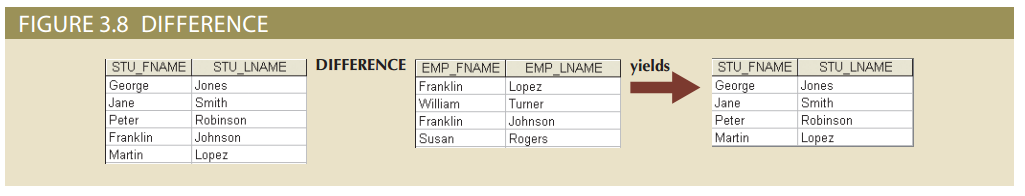 FIGURE 3.8 DIFFERENCE
STU_FNAME STU_LNAME
George Jones
Jane Smith
Peter Robinson
Franklin Johnson
Martin Lopez
DIFFERENCE
EMP_FNAME EMP_LNAME
Franklin Lopez
William Turner
Franklin Johnson
Susan Rogers
yields
STU_FNAME STU_LNAME
George Jones
Jane Smith
Peter Robinson
Martin Lopez